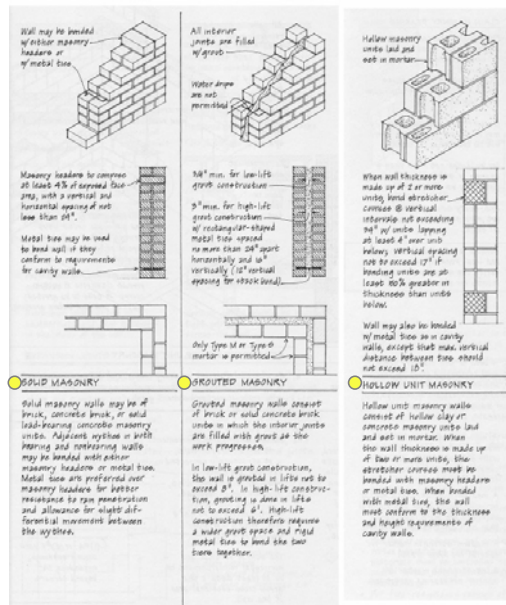 Wall may be bonded
w/ either masonry
headers or
w/ metal ties
Masonry headers to compose
at least 4% of exposed face
area, with a vertical and
horizontal spacing of not
less than 34".
Metal ties may be used
to bond wall if they
conform to requirements
for cavity walls.
SOLID MASONRY
Solid masonry walls may be of
brick, concrete brick, or solid
load-bearing concrete masonry
units. Adjacent wythes in both
bearing and nonbearing walls
may be bonded with either
masonry headers or metal ties.
Metal ties are preferred over
masonry headers for better
resistance to rain penetration
and allowance for slight dif-
ferential movement between
the wythes.
All interior
joints are filled
w/ grout
Water drips
are not
permitted
3/4" min. for low-lift
grout construction
3" min. for high-lift
grout construction
w/ rectangular-shaped
metal ties spaced
no more than 24" apart
horizontally and 16"
vertically (12" vertical
spacing for stack bond)
Only Type M or Type S
mortar is permitted
GROUTED MASONRY
Grouted masonry walls consist
of brick or solid concrete brick
units in which the interior joints
are filled with grout as the
work progresses.
In low-lift grout construction,
the wall is grouted in lifts not to
exceed 8". In high-lift construc-
tion, grouting is done in lifts
not to exceed 6'. High-lift
construction therefore requires
a wider grout space and rigid
metal ties to bond the two
tiers together.
Hollow masonry
units laid and
set in mortar
When wall thickness is
made up of 2 or more
units, bond stretcher
courses @ vertical
intervals not exceeding
34" w/ units lapping
at least 4" over unit
below; vertical spacing
not to exceed 17" if
bonding units are at
least 50% greater in
thickness than units
below.
Wall may also be bonded
w/ metal ties as in cavity
walls, except that max. vertical
distance between ties should
not exceed 18".
HOLLOW UNIT MASONRY
Hollow unit masonry walls
consist of hollow clay or
concrete masonry units laid
and set in mortar. When
the wall thickness is made up
of two or more units, the
stretcher courses must be
bonded with masonry headers
or metal ties. When bonded
with metal ties, the wall
must conform to the thickness
and height requirements of
cavity walls.